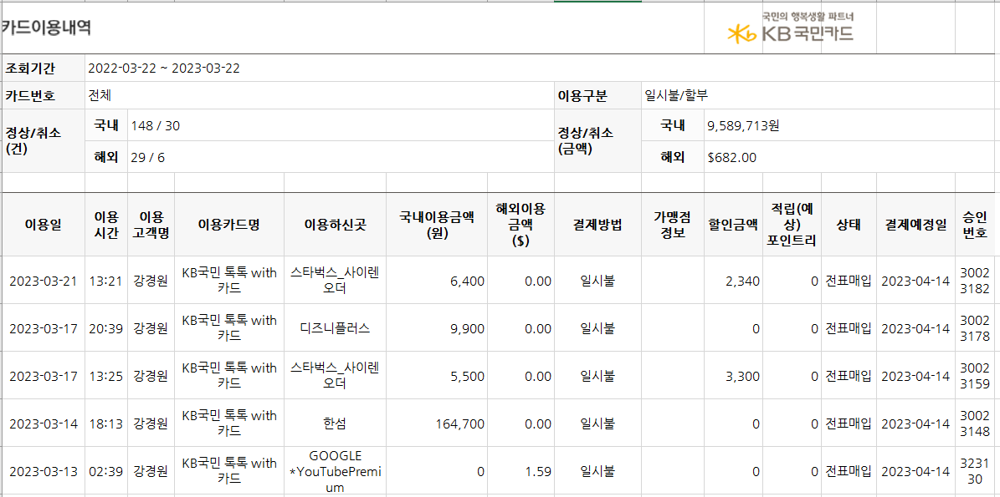 카드이용내역
국민의 행복생활 파트너
KB 국민카드
조회기간 2022-03-22 ~ 2023-03-22
카드번호 전체 이용구분 일시불/할부
정상/취소
(건)
국내 148 / 30
해외 29 / 6
정상/취소
(금액)
국내 9,589,713원
해외 $682.00
이용일
이용
시간
이용
고객명
이용카드명
이용하신곳
국내이용금액
(원)
해외이용
금액
($)
결제방법
가맹점
정보
할인금액
적립(예
상)
포인트리
상태
결제예정일
승인
번호
2023-03-21 13:21 강경원
KB국민 톡톡 with
카드
스타벅스_사이렌
오더
6,400 0.00 일시불 2,340 0 전표매입 2023-04-14
3002
3182
2023-03-17 20:39 강경원
KB국민 톡톡 with
카드
디즈니플러스
9,900 0.00 일시불 0 0 전표매입 2023-04-14
3002
3178
2023-03-17 13:25 강경원
KB국민 톡톡 with
카드
스타벅스_사이렌
오더
5,500 0.00 일시불 3,300 0 전표매입 2023-04-14
3002
3159
2023-03-14 18:13 강경원
KB국민 톡톡 with
카드
한섬
164,700 0.00 일시불 0 0 전표매입 2023-04-14
3002
3148
2023-03-13 02:39 강경원
KB국민 톡톡 with
카드
GOOGLE
*YouTubePremi
um
0 1.59 일시불 0 0 전표매입 2023-04-14
3231
30